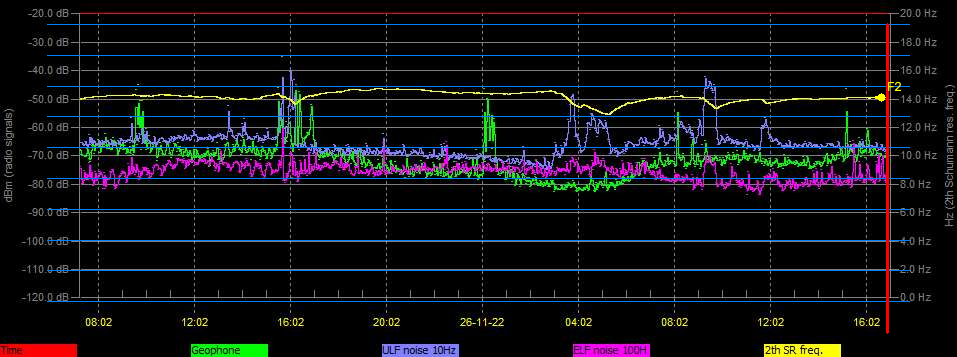 -20.0 dB 20.0 Hz
-30.0 dB 18.0 Hz
-40.0 dB 16.0 Hz
F2
-50.0 dB 14.0 Hz
-60.0 dB 12.0 Hz
-70.0 dB 10.0 Hz
-80.0 dB 8.0 Hz
-90.0 dB 6.0 Hz
-100.0 dB 4.0 Hz
-110.0 dB 2.0 Hz
-120.0 dB 0.0 Hz
dBm (radio signals)
Hz (2th Schumann res. freq.)
08:02 12:02 16:02 20:02 26-11-22 04:02 08:02 12:02 16:02
Time Geophone ULF noise 10Hz ELF noise 100H 2th SR freq.